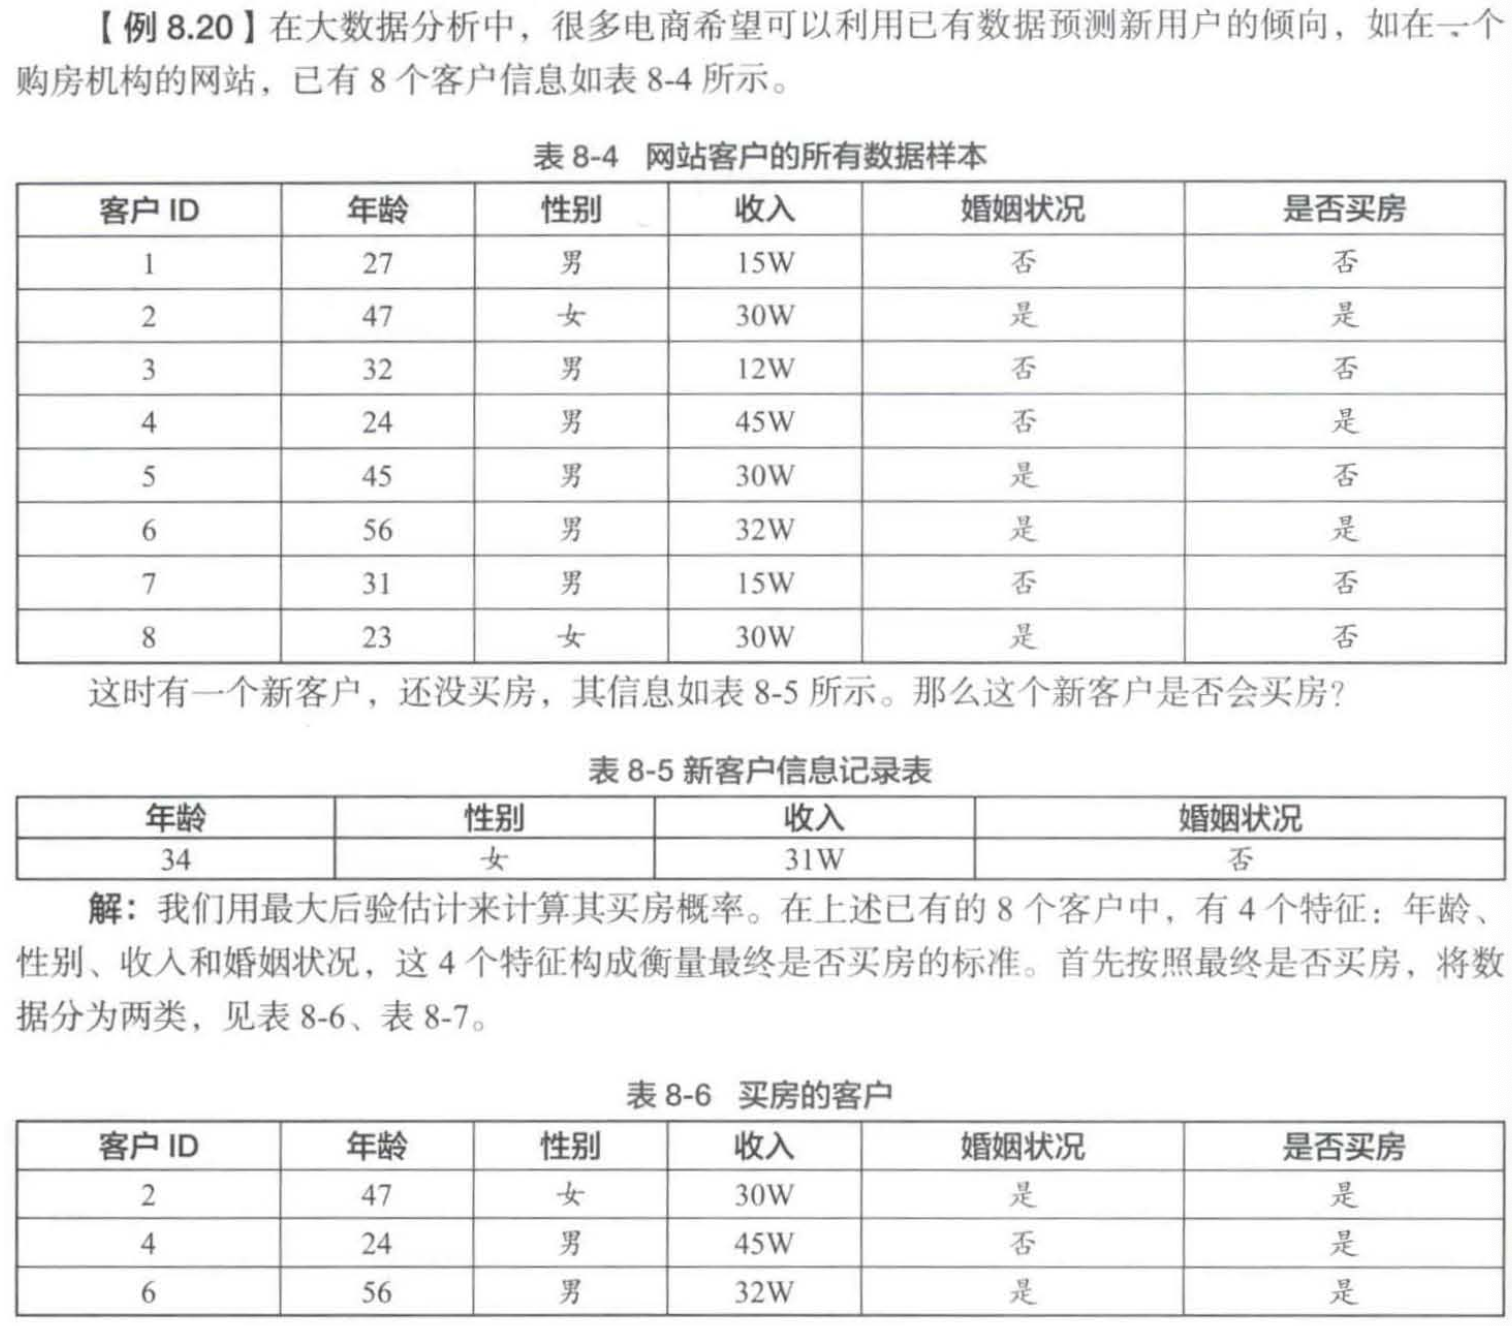 【例 8.20】在大数据分析中，很多电商希望可以利用已有数据预测新用户的倾向，如在一个
购房机构的网站，已有 8 个客户信息如表 8-4 所示。
表 8-4 网站客户的所有数据样本
客户 ID 年龄 性别 收入 婚姻状况 是否买房
1 27 男 15W 否 否
2 47 女 30W 是 是
3 32 男 12W 否 否
4 24 男 45W 否 是
5 45 男 30W 是 否
6 56 男 32W 是 是
7 31 男 15W 否 否
8 23 女 30W 是 否
这时有一个新客户，还没买房，其信息如表 8-5 所示。那么这个新客户是否会买房？
表 8-5 新客户信息记录表
年龄 性别 收入 婚姻状况
34 女 31W 否
解：我们用最大后验估计来计算其买房概率。在上述已有的 8 个客户中，有 4 个特征：年龄、
性别、收入和婚姻状况，这 4 个特征构成衡量最终是否买房的标准。首先按照最终是否买房，将数
据分为两类，见表 8-6、表 8-7。
表 8-6 买房的客户
客户 ID 年龄 性别 收入 婚姻状况 是否买房
2 47 女 30W 是 是
4 24 男 45W 否 是
6 56 男 32W 是 是